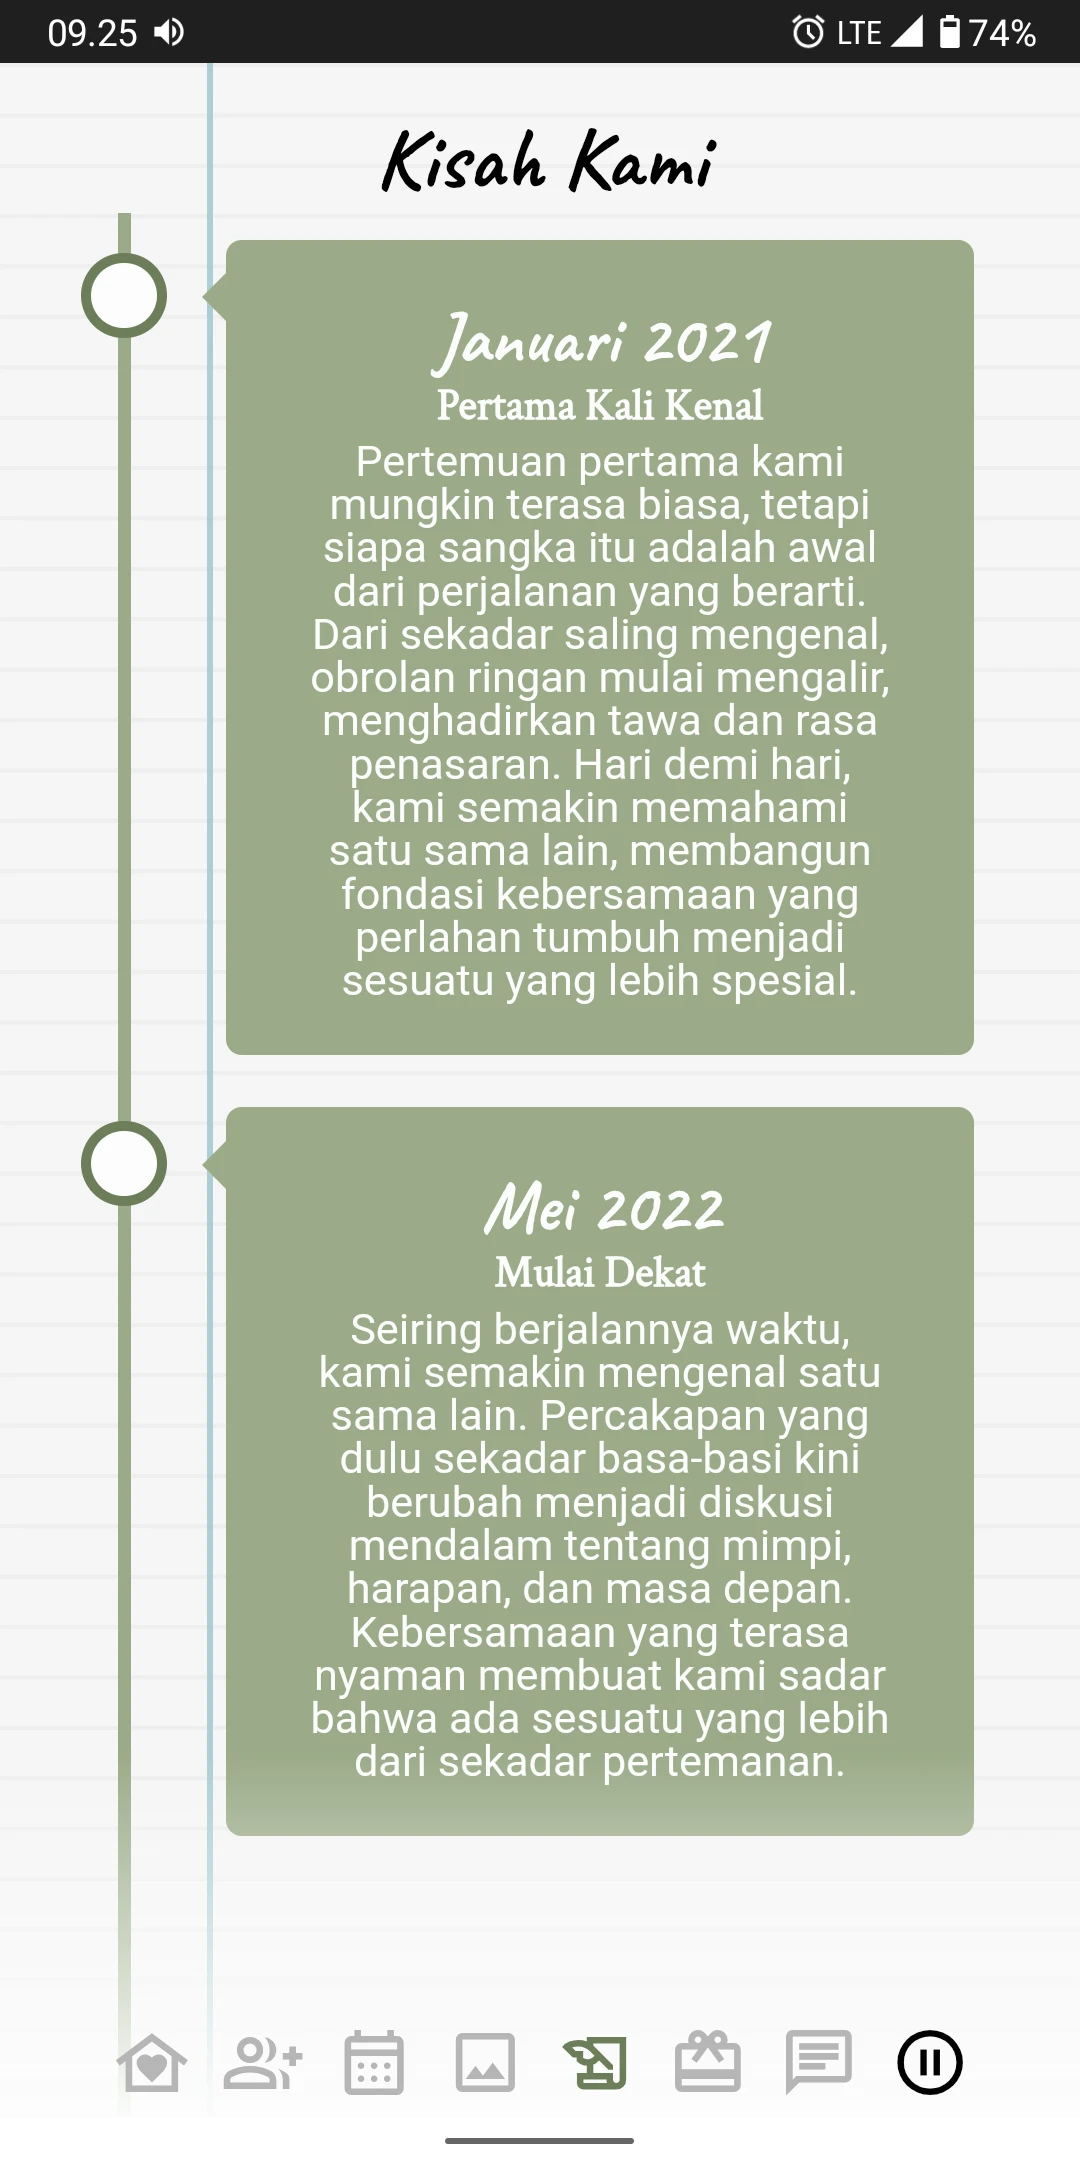 09.25
LTE
74%
Kisah Kami
Januari 2021
Pertama Kali Kenal
Pertemuan pertama kami
mungkin terasa biasa, tetapi
siapa sangka itu adalah awal
dari perjalanan yang berarti.
Dari sekadar saling mengenal,
obrolan ringan mulai mengalir,
menghadirkan tawa dan rasa
penasaran. Hari demi hari,
kami semakin memahami
satu sama lain, membangun
fondasi kebersamaan yang
perlahan tumbuh menjadi
sesuatu yang lebih spesial.
Mei 2022
Mulai Dekat
Seiring berjalannya waktu,
kami semakin mengenal satu
sama lain. Percakapan yang
dulu sekadar basa-basi kini
berubah menjadi diskusi
mendalam tentang mimpi,
harapan, dan masa depan.
Kebersamaan yang terasa
nyaman membuat kami sadar
bahwa ada sesuatu yang lebih
dari sekadar pertemanan.